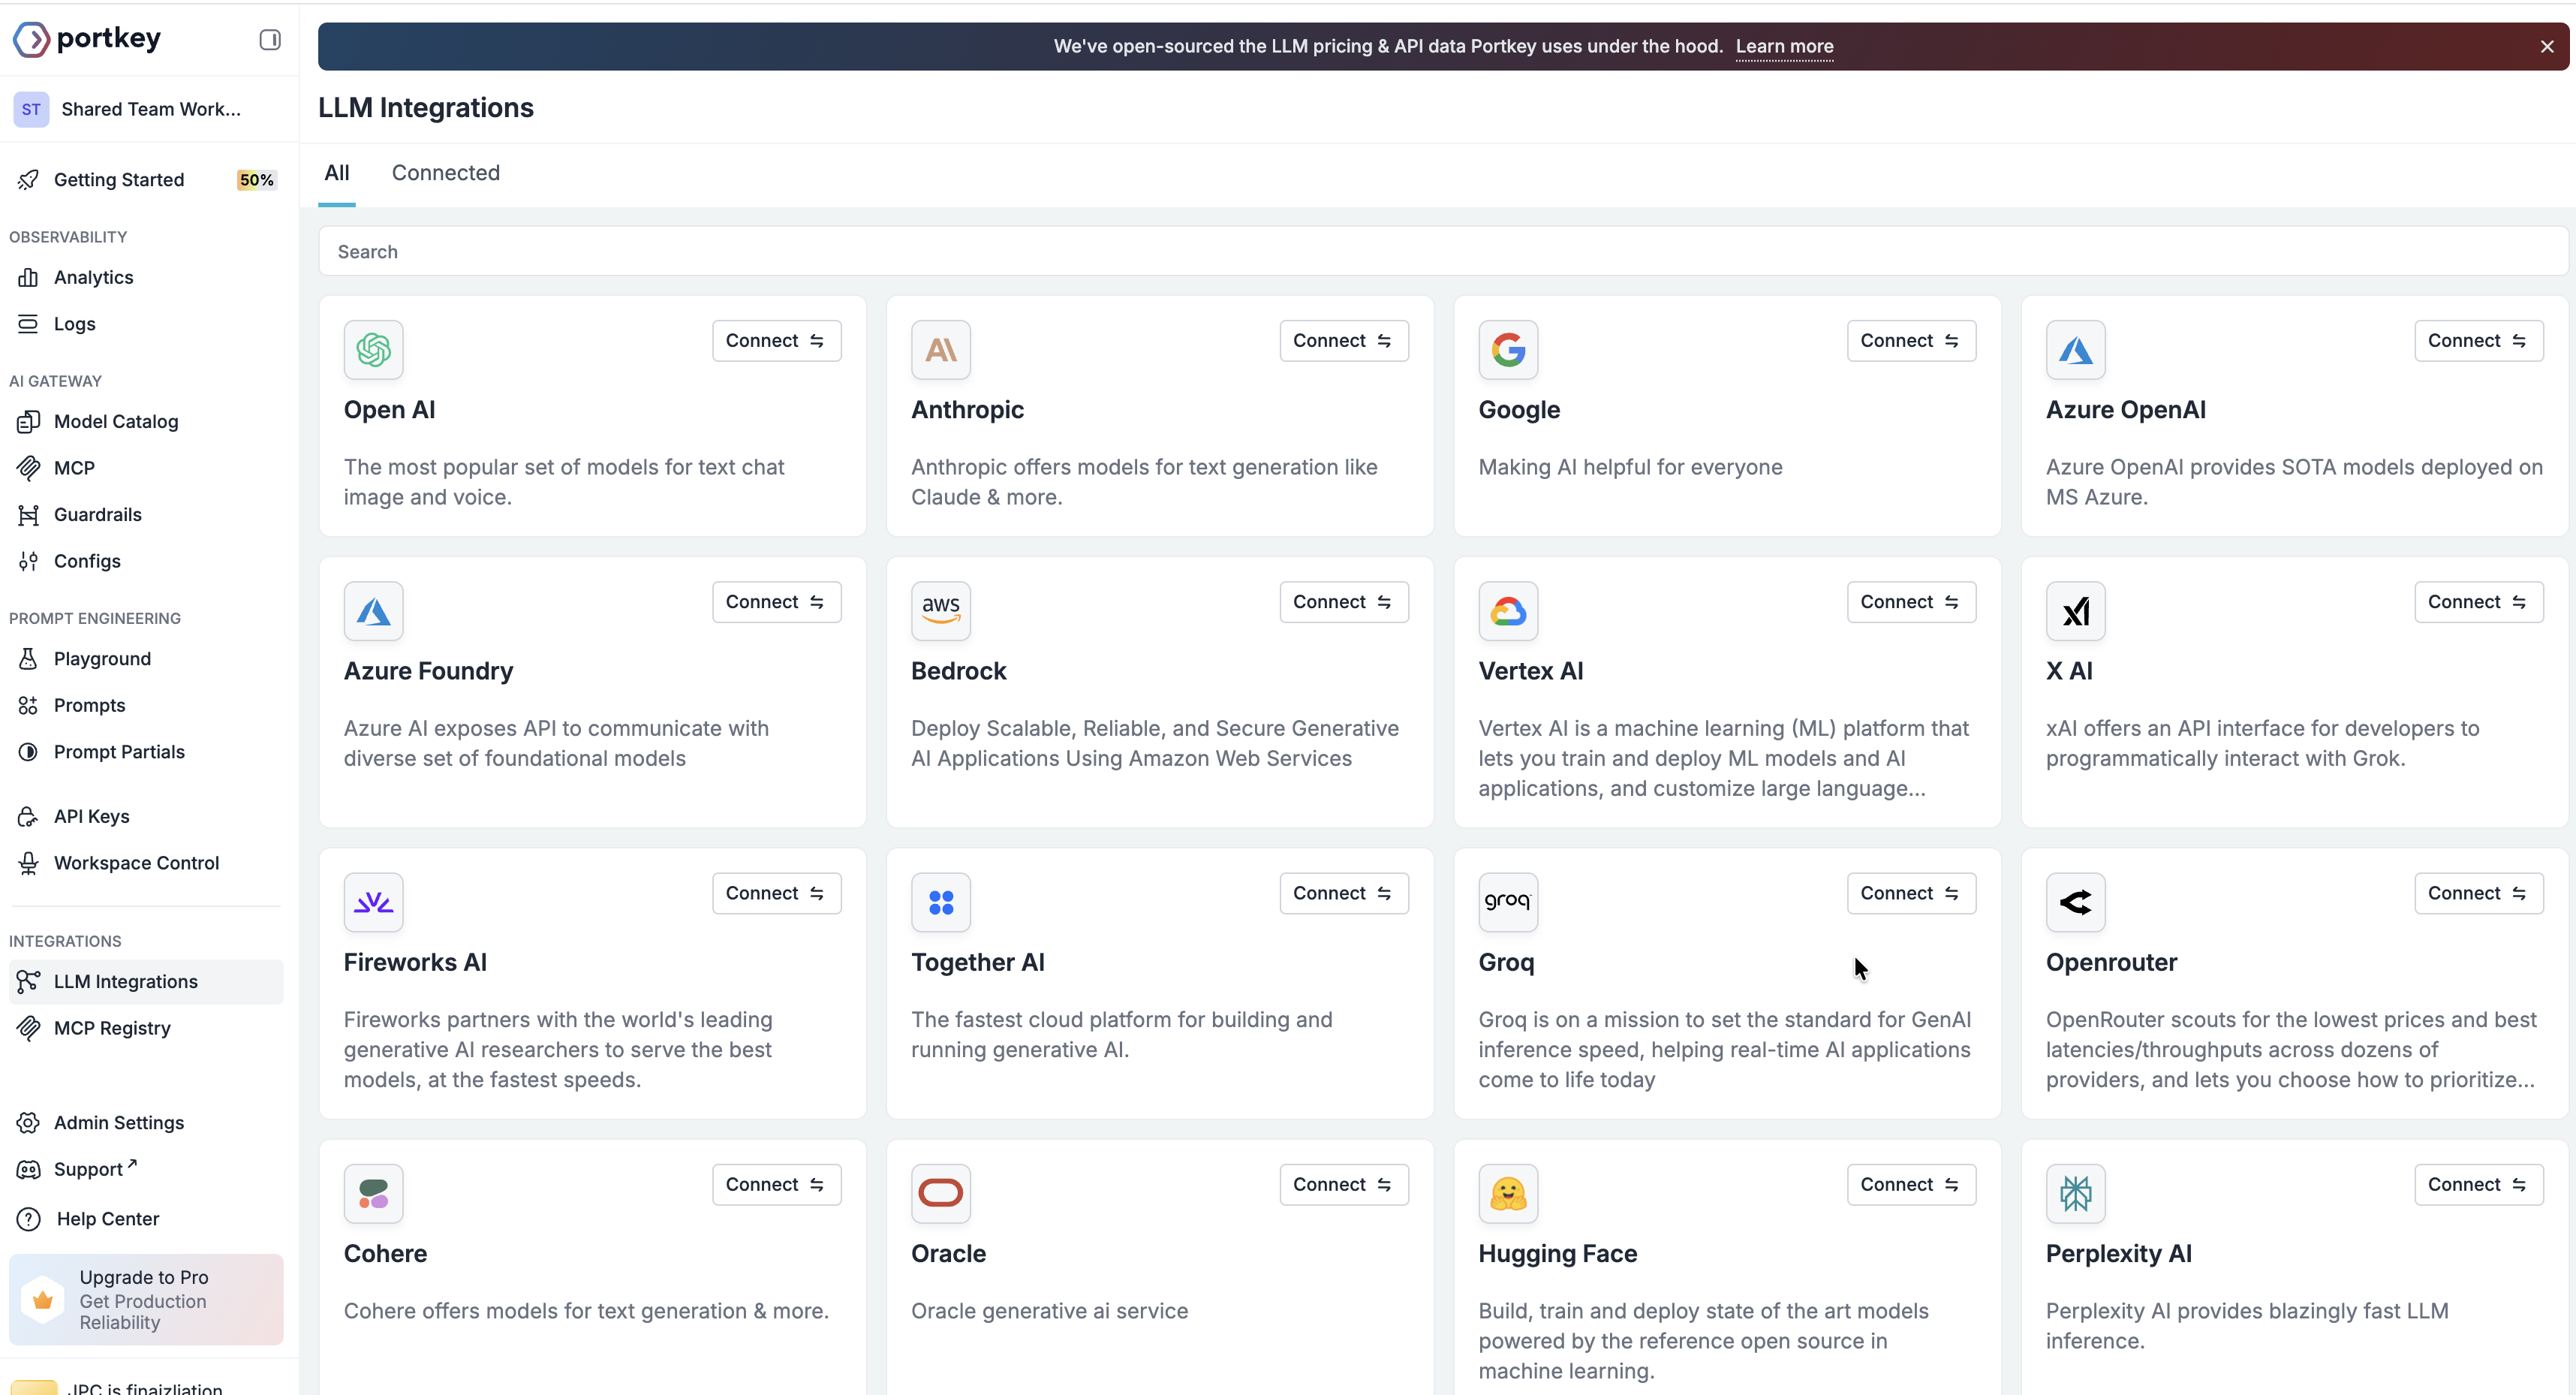 portkey
ST Shared Team Work...
Getting Started 50%
OBSERVABILITY
Analytics
Logs
AI GATEWAY
Model Catalog
MCP
Guardrails
Configs
PROMPT ENGINEERING
Playground
Prompts
Prompt Partials
API Keys
Workspace Control
INTEGRATIONS
LLM Integrations
MCP Registry
Admin Settings
Support
Help Center
Upgrade to Pro
Get Production
Reliability
JPC is finaizliation
We've open-sourced the LLM pricing & API data Portkey uses under the hood. Learn more
LLM Integrations
All Connected
Search
Connect
Open AI
The most popular set of models for text chat
image and voice.
Connect
Anthropic
Anthropic offers models for text generation like
Claude & more.
Connect
Google
Making AI helpful for everyone
Connect
Azure OpenAI
Azure OpenAI provides SOTA models deployed on
MS Azure.
Connect
Azure Foundry
Azure AI exposes API to communicate with
diverse set of foundational models
aws Connect
Bedrock
Deploy Scalable, Reliable, and Secure Generative
AI Applications Using Amazon Web Services
Connect
Vertex AI
Vertex AI is a machine learning (ML) platform that
lets you train and deploy ML models and AI
applications, and customize large language...
Connect
X AI
xAI offers an API interface for developers to
programmatically interact with Grok.
Connect
Fireworks AI
Fireworks partners with the world's leading
generative AI researchers to serve the best
models, at the fastest speeds.
Connect
Together AI
The fastest cloud platform for building and
running generative AI.
groq Connect
Groq
Groq is on a mission to set the standard for GenAI
inference speed, helping real-time AI applications
come to life today
Connect
Openrouter
OpenRouter scouts for the lowest prices and best
latencies/throughputs across dozens of
providers, and lets you choose how to prioritize...
Connect
Cohere
Cohere offers models for text generation & more.
Connect
Oracle
Oracle generative ai service
Connect
Hugging Face
Build, train and deploy state of the art models
powered by the reference open source in
machine learning.
Connect
Perplexity AI
Perplexity AI provides blazingly fast LLM
inference.